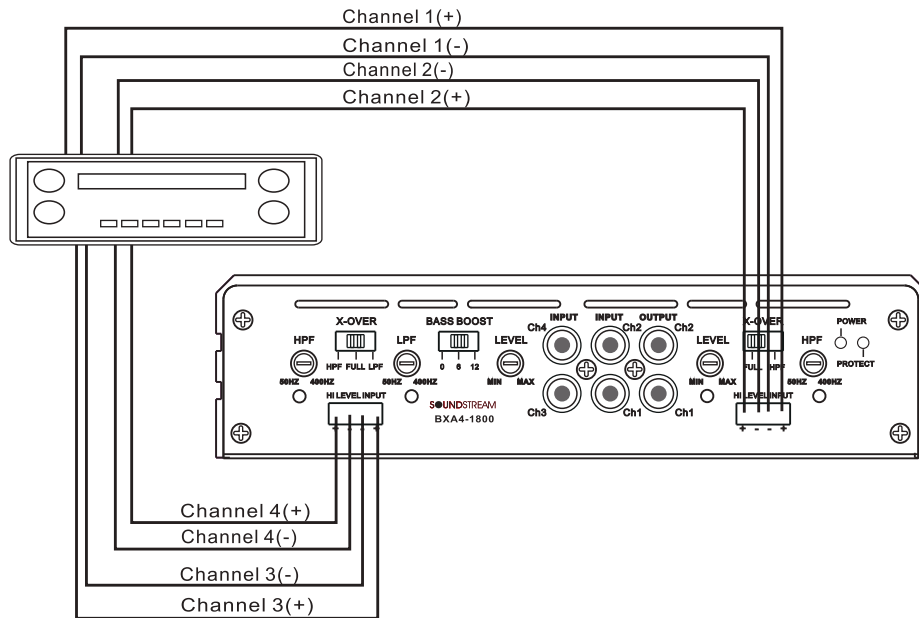 Channel 1(+)
Channel 1(-)
Channel 2(-)
Channel 2(+)
X-OVER
HPF FULL LPF
HPF
50HZ 400HZ
LPF
50HZ 400HZ
BASS BOOST
0 6 12
LEVEL
MIN MAX
INPUT INPUT OUTPUT
Ch4 Ch2 Ch2
Ch3 Ch1 Ch1
LEVEL
MIN MAX
X-OVER
FULL HPF
HPF
50HZ 400HZ
POWER
PROTECT
HI LEVEL INPUT
+ - - +
SOUNDSTREAM
BXA4-1800
HI LEVEL INPUT
+ - - +
Channel 4(+)
Channel 4(-)
Channel 3(-)
Channel 3(+)